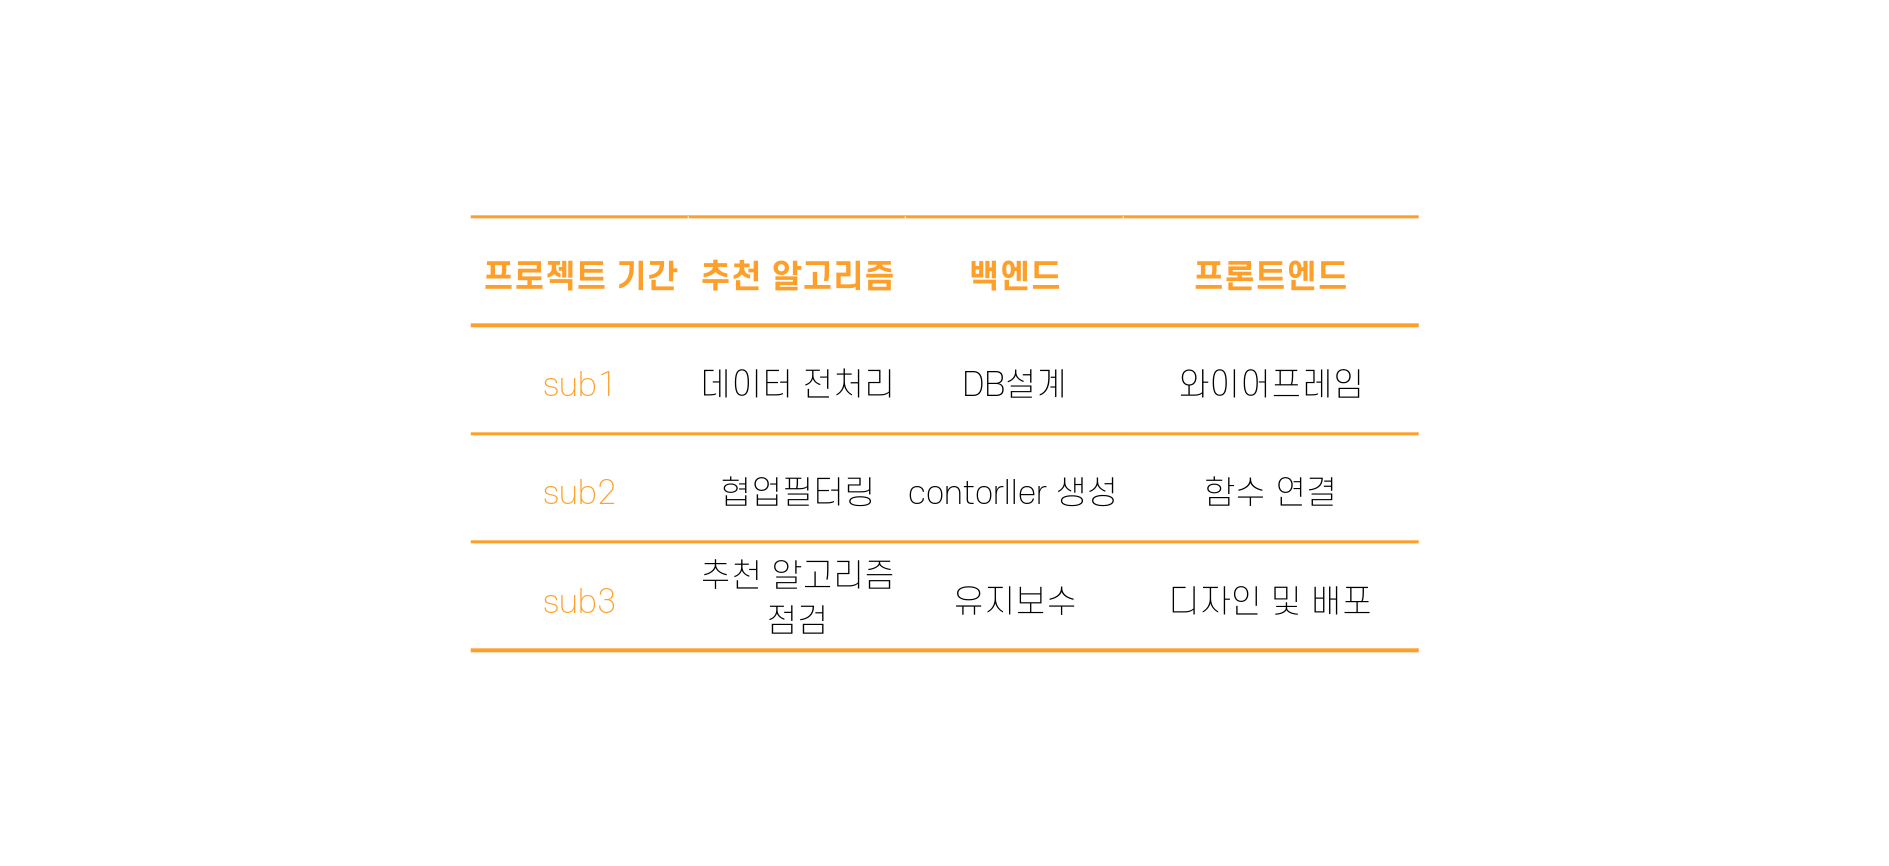 프로젝트 기간 추천 알고리즘 백엔드 프론트엔드
sub1 데이터 전처리 DB설계 와이어프레임
sub2 협업필터링 contorller 생성 함수 연결
sub3 추천 알고리즘 점검 유지보수 디자인 및 배포